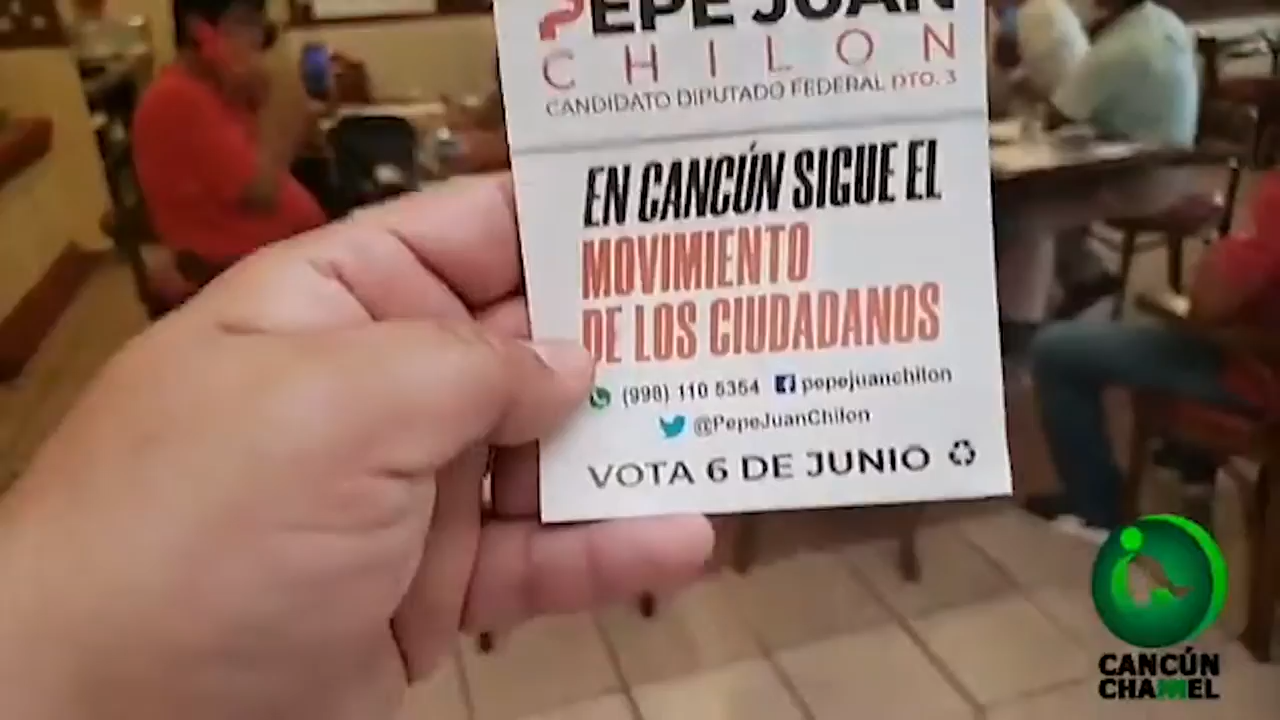 PEPE JUAN
CHILON
CANDIDATO DIPUTADO FEDERAL DTO. 3
EN CANCÚN SIGUE EL
MOVIMIENTO
DE LOS CIUDADANOS
(998) 110 5354 pepejuanchilon
@PepeJuanChilon
VOTA 6 DE JUNIO
CANCÚN
CHANNEL